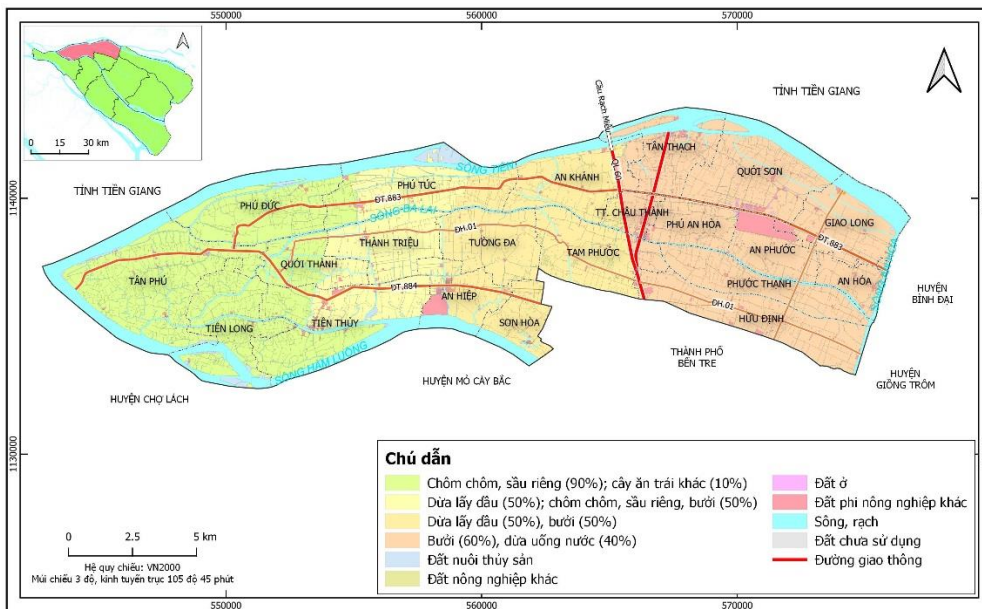 550000
560000
570000
0 15 30 km
TỈNH TIỀN GIANG
Cầu Rạch Miễu
TÂN THẠCH
SÔNG TIỀN
QL.60
QUỚI SƠN
TỈNH TIỀN GIANG
PHÚ TÚC
AN KHÁNH
1140000
1140000
PHÚ ĐỨC
ĐT.883
SÔNG BA LAI
TT. CHÂU THÀNH
GIAO LONG
PHÚ AN HÒA
ĐH.01
THÀNH TRIỆU
TƯỜNG ĐA
AN PHƯỚC
ĐT.883
TAM PHƯỚC
QUỚI THÀNH
TÂN PHÚ
PHƯỚC THẠNH
AN HÓA
ĐT.884
AN HIỆP
ĐH.01
HUYỆN
BÌNH ĐẠI
TIÊN LONG
TIÊN THỦY
SƠN HÒA
HỮU ĐỊNH
SÔNG HÀM LUÔNG
THÀNH PHỐ
BẾN TRE
HUYỆN MỎ CÀY BẮC
HUYỆN
GIỒNG TRÔM
HUYỆN CHỢ LÁCH
1130000
1130000
Chú dẫn
Chôm chôm, sầu riêng (90%); cây ăn trái khác (10%)
Dừa lấy dầu (50%); chôm chôm, sầu riêng, bưởi (50%)
Dừa lấy dầu (50%), bưởi (50%)
Bưởi (60%), dừa uống nước (40%)
Đất nuôi thủy sản
Đất nông nghiệp khác
Đất ở
Đất phi nông nghiệp khác
Sông, rạch
Đất chưa sử dụng
Đường giao thông
0 2.5 5 km
Hệ quy chiếu: VN2000
Múi chiếu 3 độ, kinh tuyến trục 105 độ 45 phút
550000
560000
570000